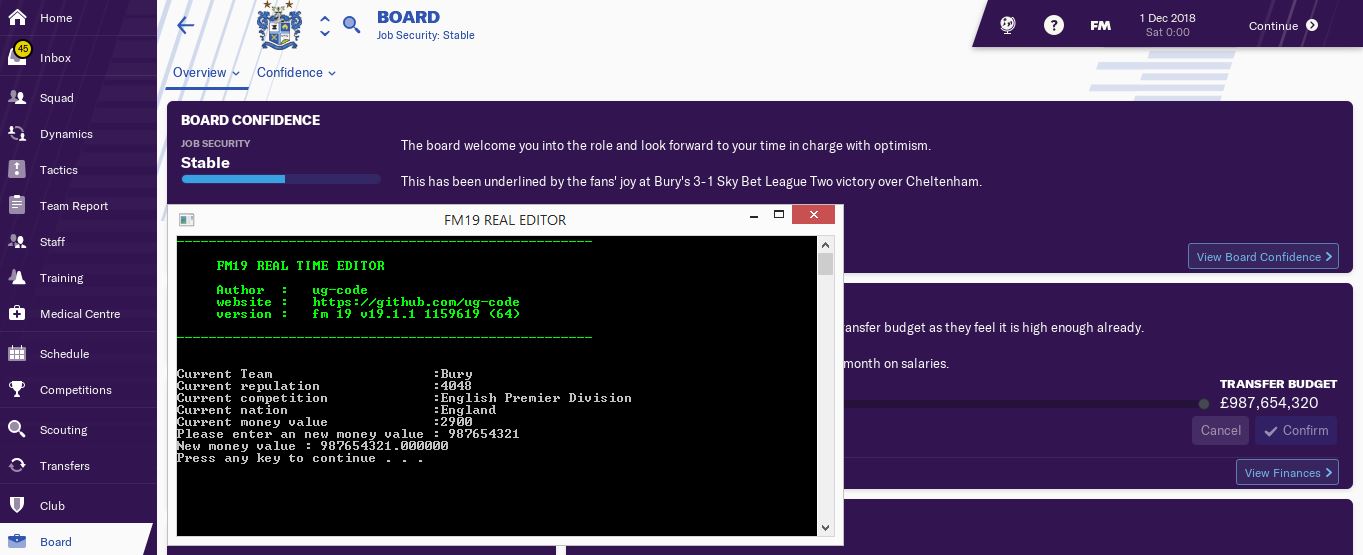 Home
45
Inbox
Squad
Dynamics
Tactics
Team Report
Staff
Training
Medical Centre
Schedule
Competitions
Scouting
Transfers
Club
Board
BOARD
Job Security: Stable
?
FM
1 Dec 2018
Sat 0:00
Continue
Overview
Confidence
BOARD CONFIDENCE
JOB SECURITY
Stable
The board welcome you into the role and look forward to your time in charge with optimism.
This has been underlined by the fans' joy at Bury's 3-1 Sky Bet League Two victory over Cheltenham.
View Board Confidence
FM19 REAL EDITOR
FM19 REAL TIME EDITOR
Author : ug-code
website : https://github.com/ug-code
version : fm 19 v19.1.1 1159619 (64)
Current Team :Bury
Current repulation :4048
Current competition :English Premier Division
Current nation :England
Current money value :2900
Please enter an new money value : 987654321
New money value : 987654321.000000
Press any key to continue . . .
ansfer budget as they feel it is high enough already.
month on salaries.
TRANSFER BUDGET
£987,654,320
Cancel
Confirm
View Finances